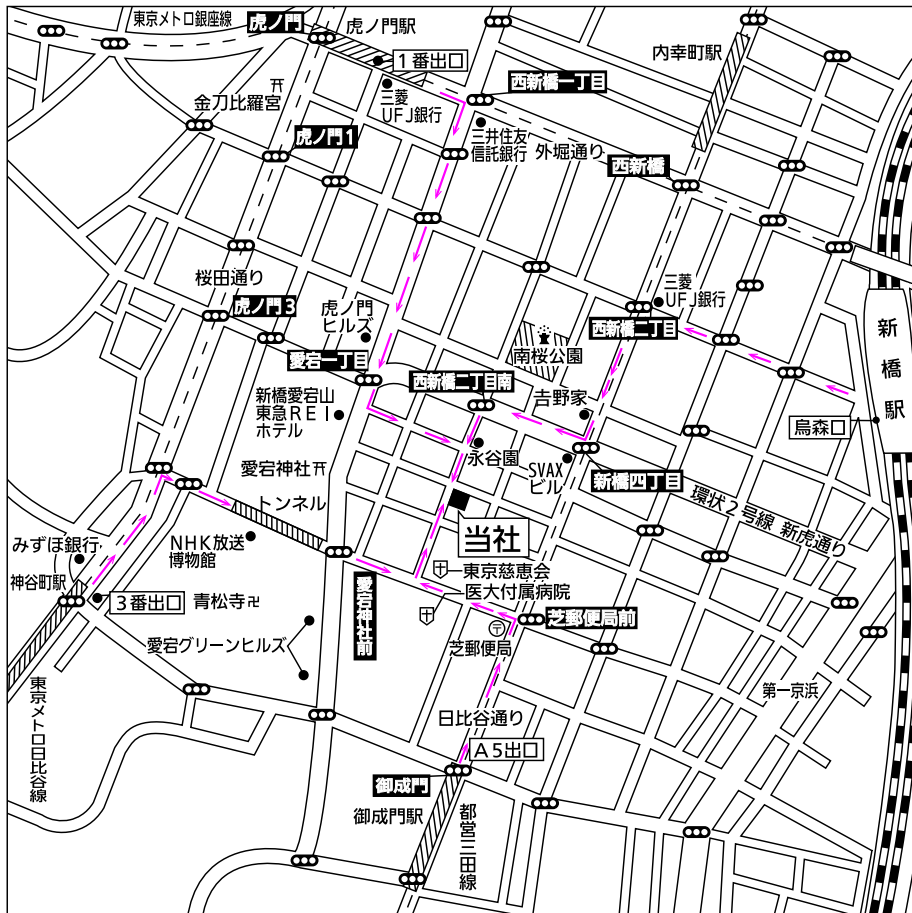 東京メトロ銀座線
虎ノ門
虎ノ門駅
1番出口
内幸町駅
金刀比羅宮
三菱
UFJ銀行
西新橋一丁目
虎ノ門1
三井住友
信託銀行
外堀通り
西新橋
桜田通り
虎ノ門3
虎ノ門
ヒルズ
三菱
UFJ銀行
西新橋二丁目
南桜公園
新橋駅
愛宕一丁目
西新橋二丁目南
新橋愛宕山
東急REI
ホテル
吉野家
烏森口
愛宕神社
永谷園
SVAX
ビル
新橋四丁目
トンネル
環状2号線 新虎通り
当社
みずほ銀行
NHK放送
博物館
神谷町駅
3番出口
青松寺卍
東京慈恵会
医大付属病院
愛宕神社前
芝郵便局前
〒
芝郵便局
愛宕グリーンヒルズ
第一京浜
東京メトロ日比谷線
日比谷通り
A5出口
御成門
御成門駅
都営三田線